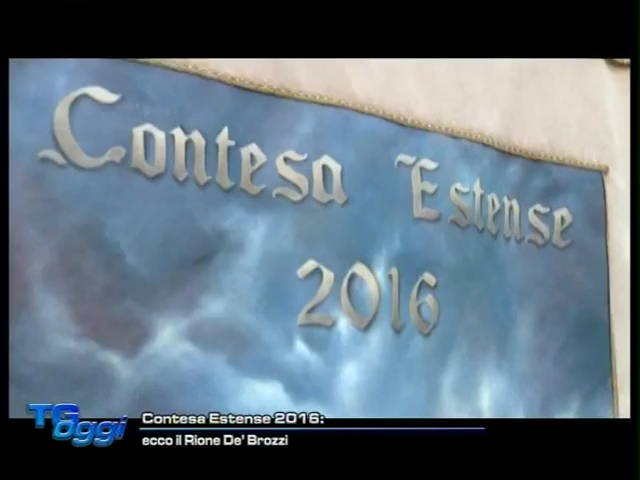 Contesa Estense
2016
TG oggi
Contesa Estense 2016:
ecco il Rione De' Brozzi